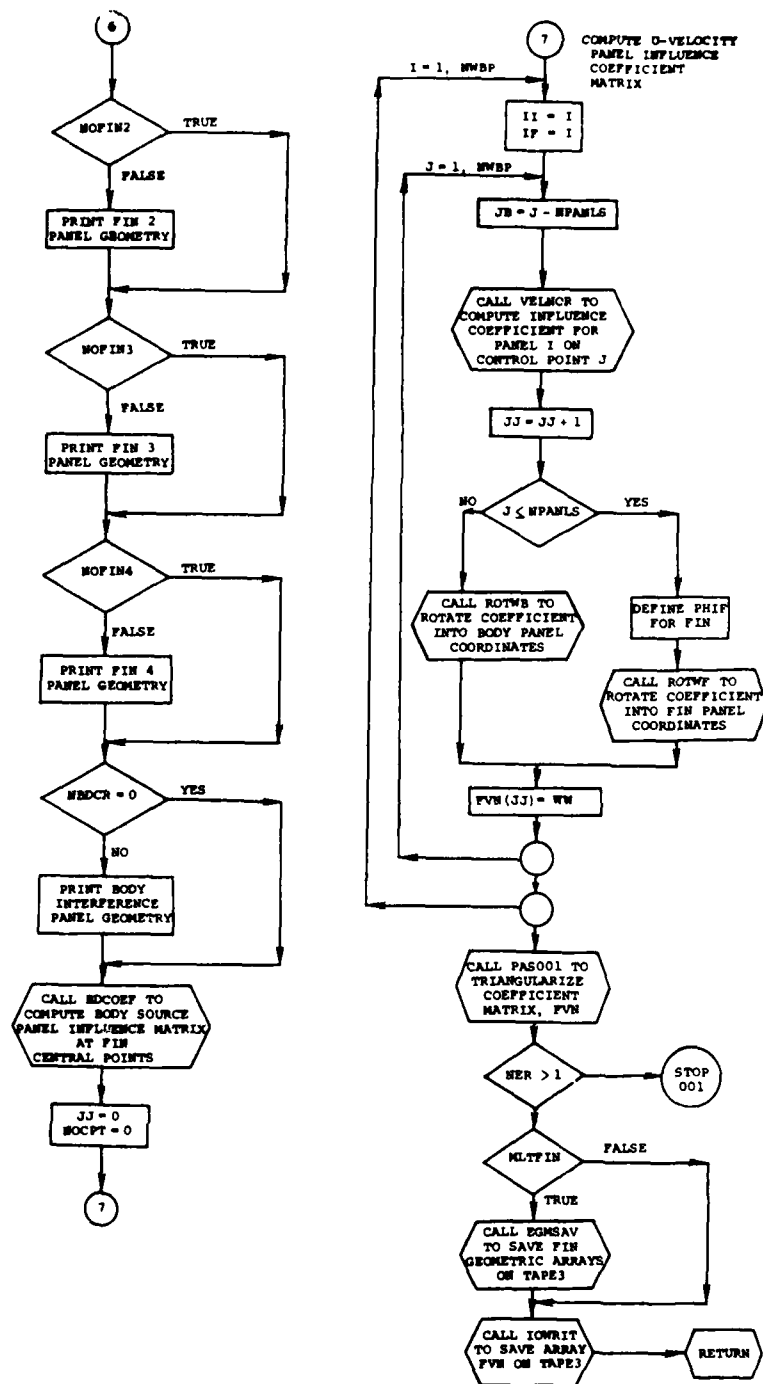 6
NOFIN2
TRUE
FALSE
PRINT FIN 2
PANEL GEOMETRY
NOFIN3
TRUE
FALSE
PRINT FIN 3
PANEL GEOMETRY
NOFIN4
TRUE
FALSE
PRINT FIN 4
PANEL GEOMETRY
NBDCR = 0
YES
NO
PRINT BODY
INTERFERENCE
PANEL GEOMETRY
CALL BDCOEF TO
COMPUTE BODY SOURCE
PANEL INFLUENCE MATRIX
AT FIN
CENTRAL POINTS
JJ = 0
NOCPT = 0
7
7
COMPUTE U-VELOCITY
PANEL INFLUENCE
COEFFICIENT
MATRIX
I = 1, NWBP
II = I
IF = I
J = 1, NWBP
JB = J - NPANLS
CALL VELNCR TO
COMPUTE INFLUENCE
COEFFICIENT FOR
PANEL I ON
CONTROL POINT J
JJ = JJ + 1
NO
J ≤ NPANLS
YES
CALL ROTWB TO
ROTATE COEFFICIENT
INTO BODY PANEL
COORDINATES
DEFINE PHIF
FOR FIN
CALL ROTWF TO
ROTATE COEFFICIENT
INTO FIN PANEL
COORDINATES
FVN(JJ) = WW
CALL PAS001 TO
TRIANGULARIZE
COEFFICIENT
MATRIX, FVN
NER > 1
STOP
001
MLTFIN
FALSE
TRUE
CALL EGMSAV
TO SAVE FIN
GEOMETRIC ARRAYS
ON TAPE3
CALL IOWRIT
TO SAVE ARRAY
FVN ON TAPE3
RETURN